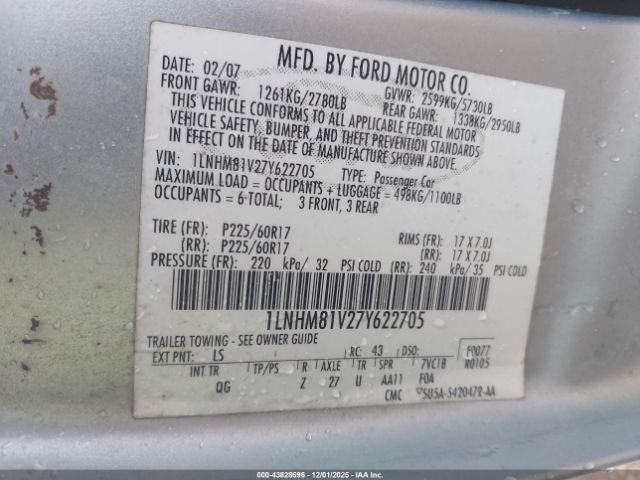 MFD. BY FORD MOTOR CO.
DATE: 02/07 GVWR: 2599KG/5730LB
FRONT GAWR: 1261KG/2780LB REAR GAWR: 1338KG/2950LB
THIS VEHICLE CONFORMS TO ALL APPLICABLE FEDERAL MOTOR
VEHICLE SAFETY, BUMPER, AND THEFT PREVENTION STANDARDS
IN EFFECT ON THE DATE OF MANUFACTURE SHOWN ABOVE.
VIN: 1LNHM81V27Y622705 TYPE: Passenger Car
MAXIMUM LOAD = OCCUPANTS + LUGGAGE = 498KG/1100LB
OCCUPANTS = 6 TOTAL; 3 FRONT, 3 REAR
TIRE (FR): P225/60R17 RIMS (FR): 17 X 7.0J
(RR): P225/60R17 (RR): 17 X 7.0J
PRESSURE (FR): 220 kPa/ 32 PSI COLD (RR): 240 kPa/ 35 PSI COLD
1LNHM81V27Y622705
TRAILER TOWING - SEE OWNER GUIDE
EXT PNT: LS RC: 43 DSO: F0077
INT TR TP/PS R AXLE TR SPR 7VC1B R0105
QG Z 27 U AA11 FOA
CMC 5U5A-5420472-AA
#00-43828696 12/01/2025 IAAI.COM